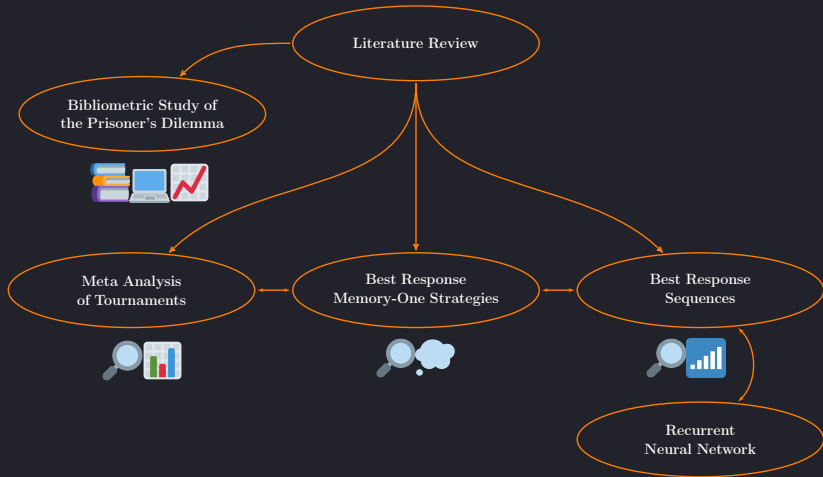 Literature Review
Bibliometric Study of
the Prisoner's Dilemma
Meta Analysis
of Tournaments
Best Response
Memory-One Strategies
Best Response
Sequences
Recurrent
Neural Network